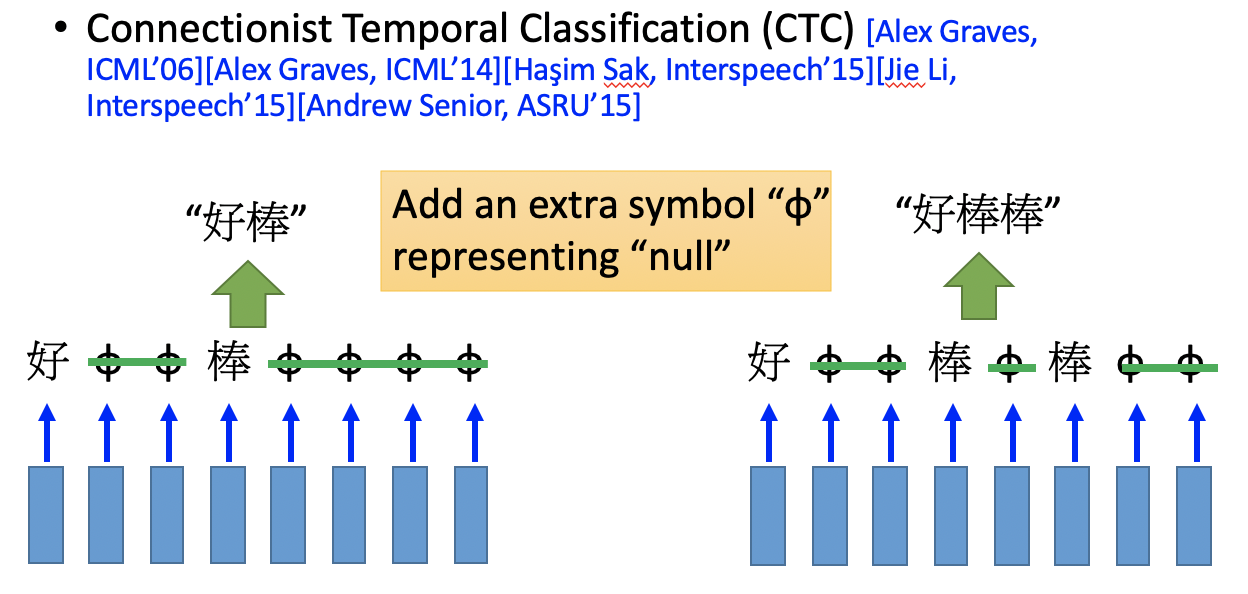 • Connectionist Temporal Classification (CTC) [Alex Graves,
ICML’06][Alex Graves, ICML’14][Haşim Sak, Interspeech’15][Jie Li,
Interspeech’15][Andrew Senior, ASRU’15]
“好棒”
Add an extra symbol “ϕ”
representing “null”
“好棒棒”
好 ϕ ϕ 棒 ϕ ϕ ϕ ϕ
好 ϕ ϕ 棒 ϕ 棒 ϕ ϕ